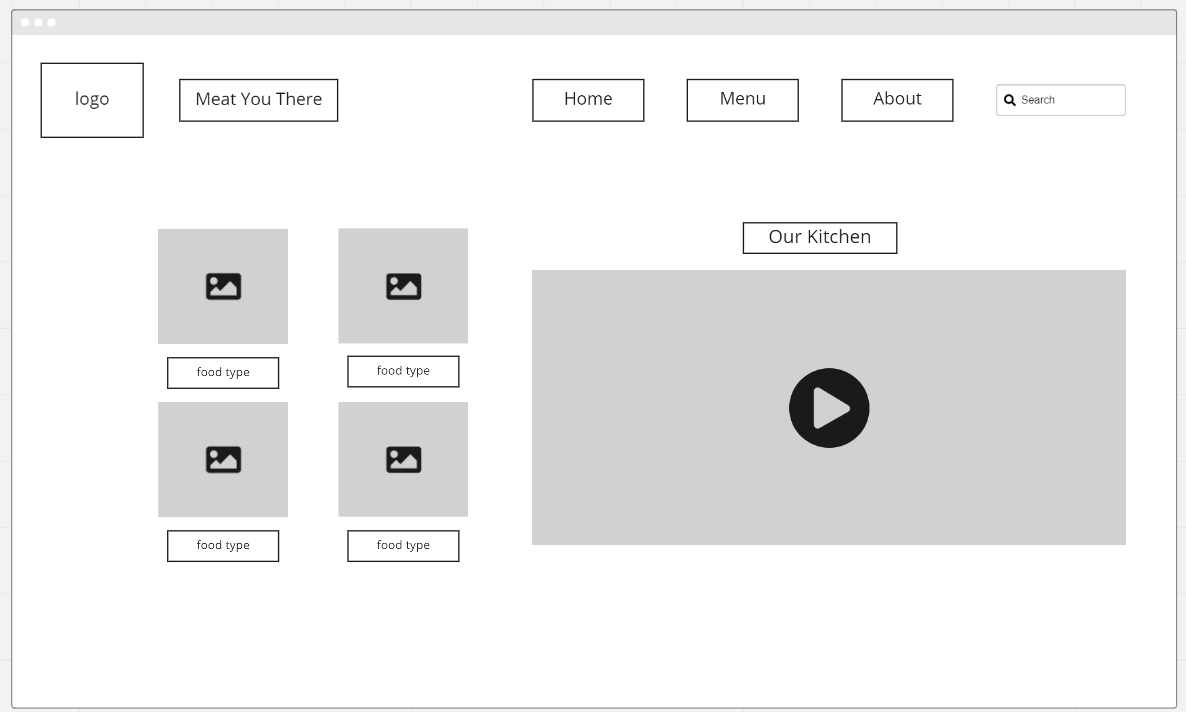 logo
Meat You There
Home
Menu
About
Search
Our Kitchen
food type
food type
food type
food type